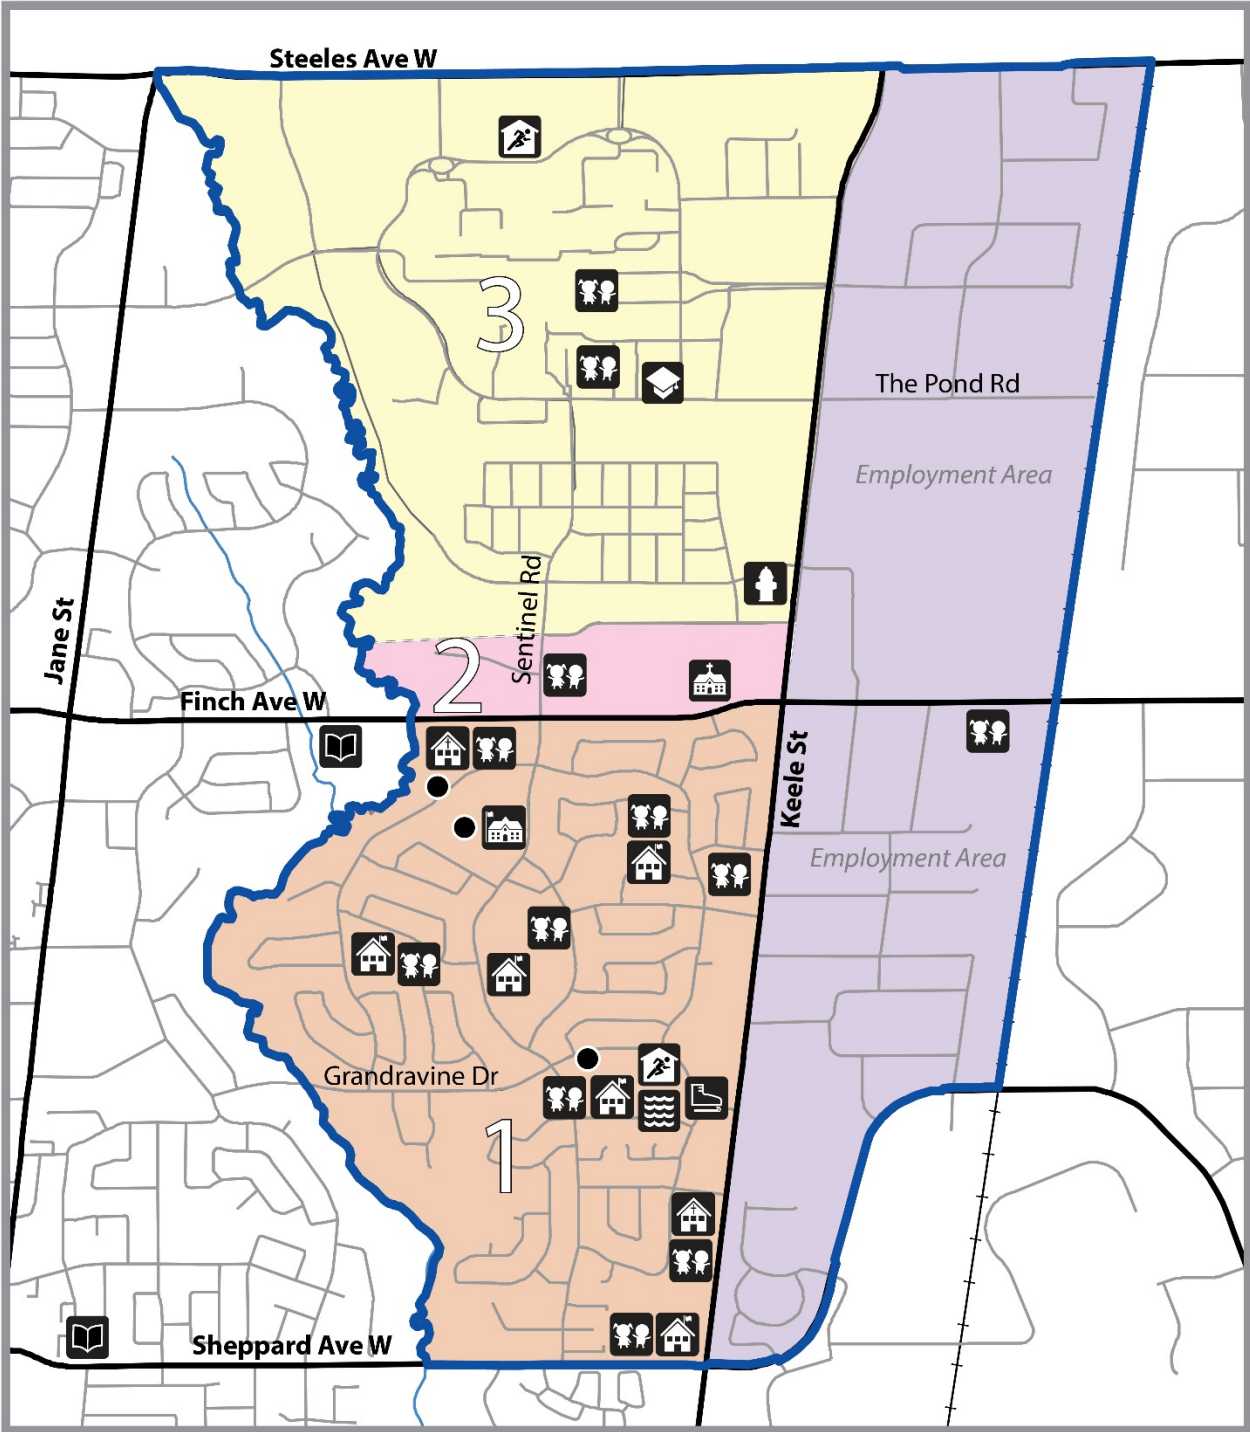 Steeles Ave W
3
The Pond Rd
Employment Area
Sentinel Rd
Jane St
2
Finch Ave W
Keele St
Employment Area
Grandravine Dr
1
Sheppard Ave W